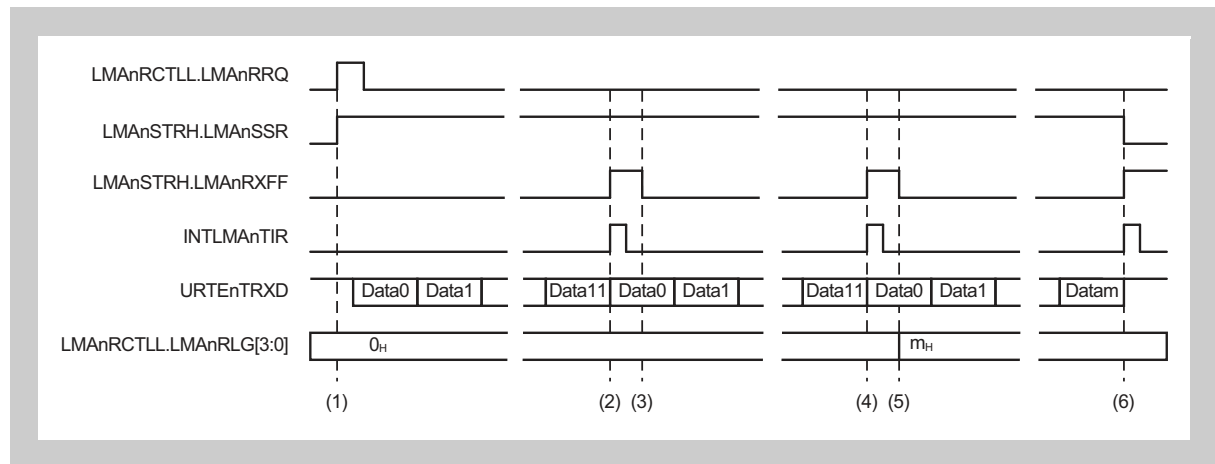 LMAnRCTLL.LMAnRRQ
LMAnSTRH.LMAnSSR
LMAnSTRH.LMAnRXFF
INTLMAnTIR
URTEnTRXD Data0 Data1 Data11 Data0 Data1 Data11 Data0 Data1 Datam
LMAnRCTLL.LMAnRLG[3:0] 0H mH
(1) (2) (3) (4) (5) (6)